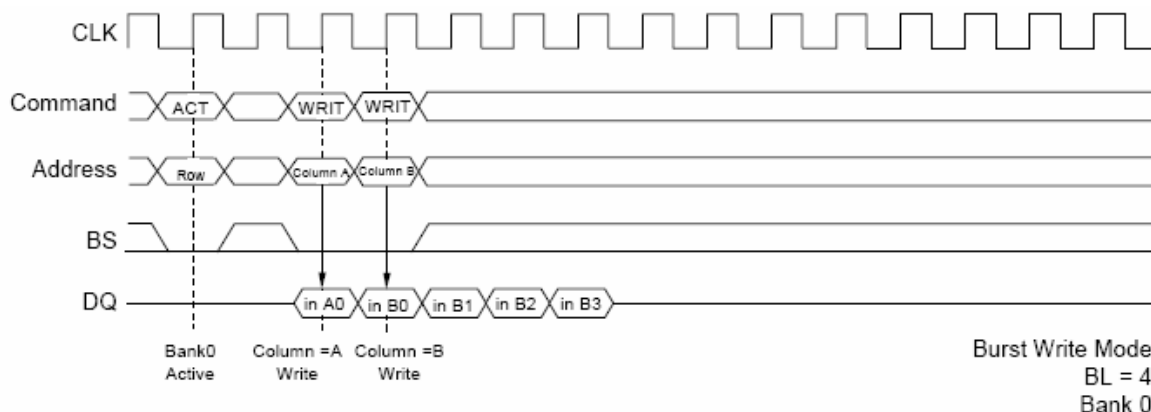 CLK
Command ACT WRIT WRIT
Address Row Column A Column B
BS
DQ in A0 in B0 in B1 in B2 in B3
Bank0 Column =A Column =B
Active Write Write
Burst Write Mode
BL = 4
Bank 0